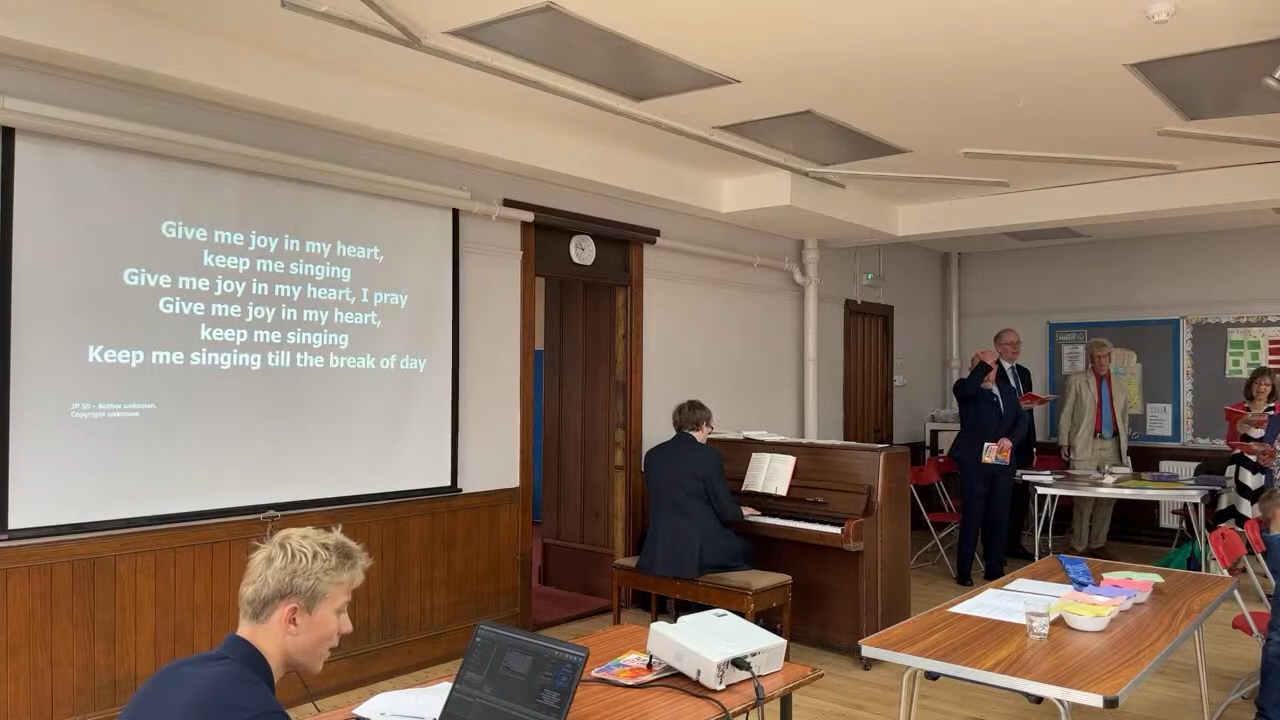 Give me joy in my heart,
keep me singing
Give me joy in my heart, I pray
Give me joy in my heart,
keep me singing
Keep me singing till the break of day
JP 50 - Author unknown.
Copyright unknown